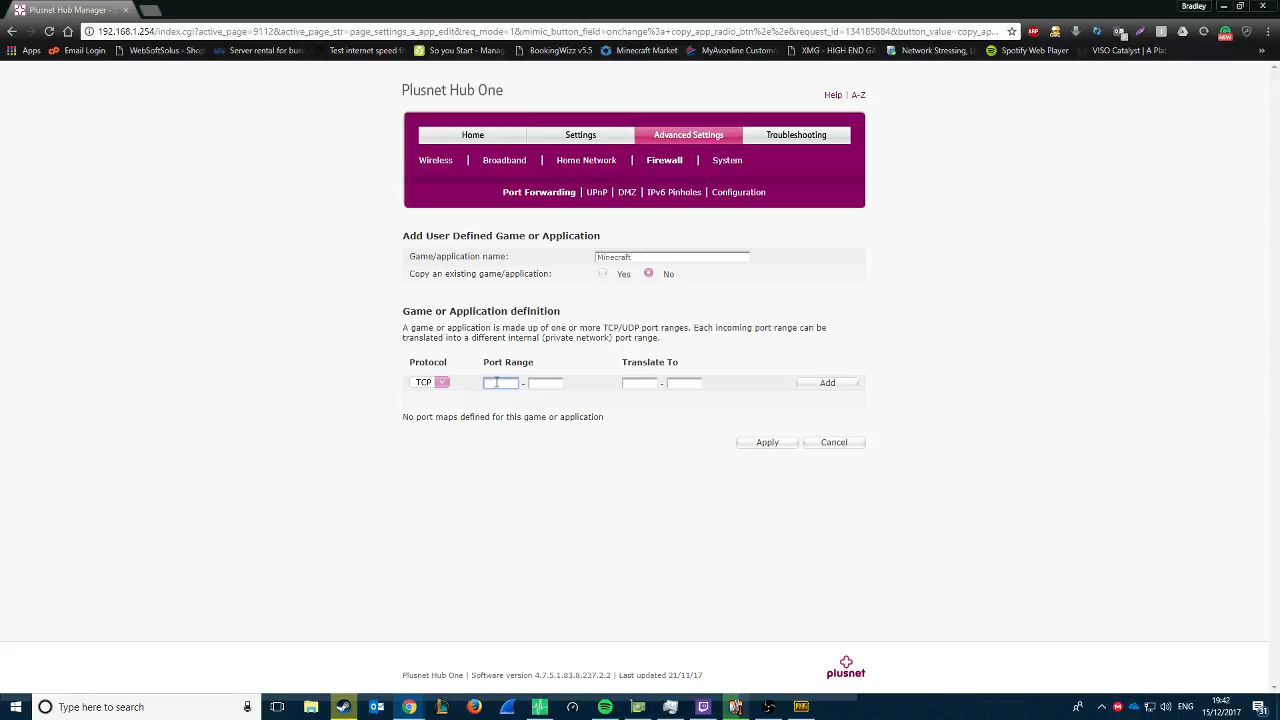 Plusnet Hub Manager -
Bradley
192.168.1.254/index.cgi?active_page=9112&active_page_str=page_settings_a_app_edit&req_mode=1&mimic_button_field=onchange%3a+copy_app_radio_btn%2e%2e&request_id=134185884&button_value=copy_ap...
Apps Email Login WebSoftSolus - Ov Server rental for busi Test internet speed f So you Start - Manag BookingWizz v5.5 Minecraft Market MyAvonline Custome XMG - HIGH END GA Network Streaming, Spotify Web Player VISO Catalyst | A Plat »
Plusnet Hub One
Help | A-Z
Home Settings Advanced Settings Troubleshooting
Wireless | Broadband | Home Network | Firewall | System
Port Forwarding | UPnP | DMZ | IPv6 Pinholes | Configuration
Add User Defined Game or Application
Game/application name: Minecraft
Copy an existing game/application: Yes No
Game or Application definition
A game or application is made up of one or more TCP/UDP port ranges. Each incoming port range can be
translated into a different internal (private network) port range.
Protocol Port Range Translate To
TCP - - Add
No port maps defined for this game or application
Apply Cancel
Plusnet Hub One | Software version 4.7.5.1.83.8.237.2.2 | Last updated 21/11/17
plusnet
Type here to search
19:42
15/12/2017